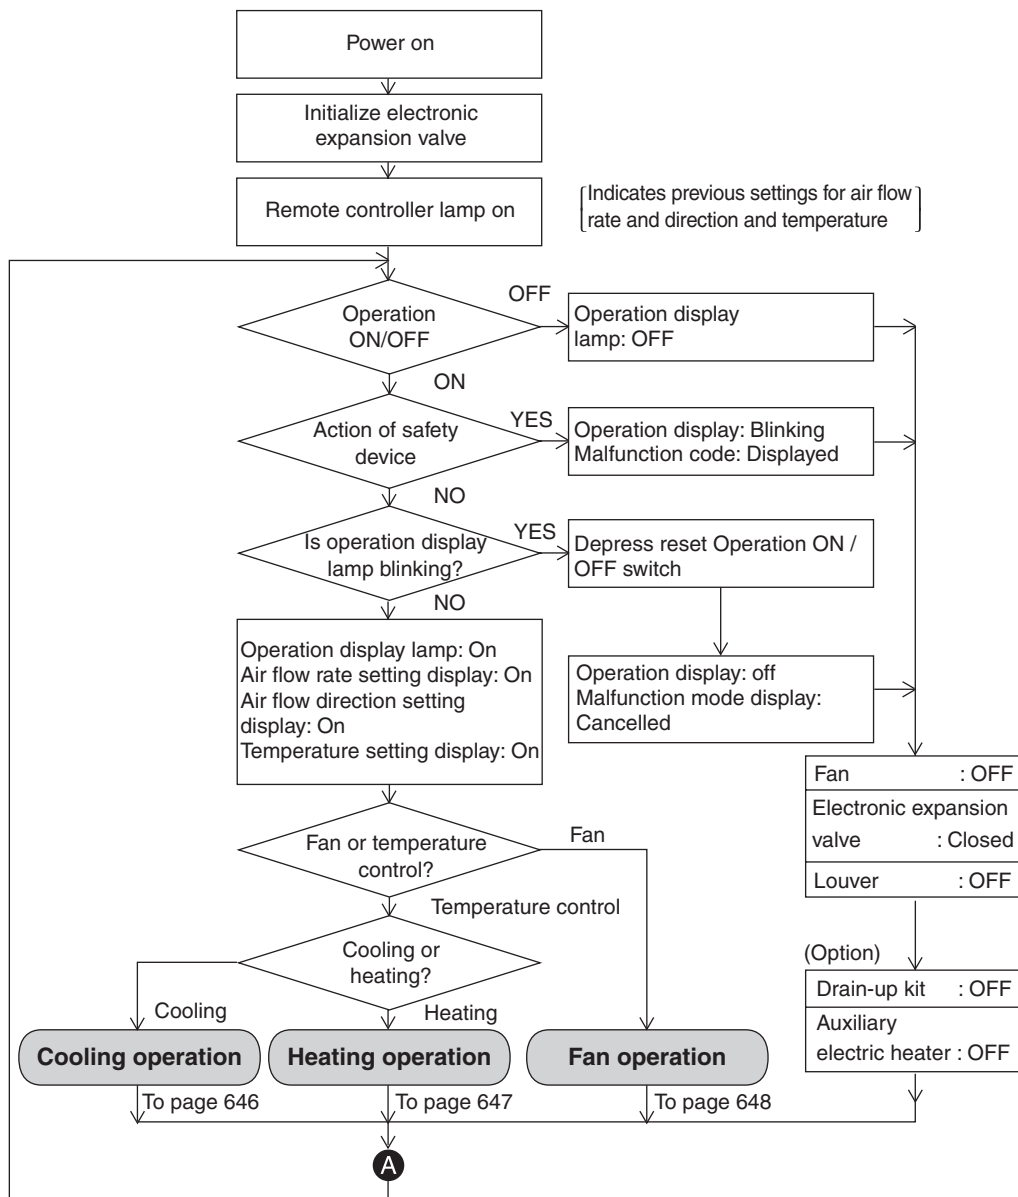 Power on
Initialize electronic
expansion valve
Remote controller lamp on
Indicates previous settings for air flow
rate and direction and temperature
Operation
ON/OFF
OFF
Operation display
lamp: OFF
ON
Action of safety
device
YES
Operation display: Blinking
Malfunction code: Displayed
NO
Is operation display
lamp blinking?
YES
Depress reset Operation ON /
OFF switch
NO
Operation display lamp: On
Air flow rate setting display: On
Air flow direction setting
display: On
Temperature setting display: On
Operation display: off
Malfunction mode display:
Cancelled
Fan : OFF
Electronic expansion
valve : Closed
Louver : OFF
Fan or temperature
control?
Fan
Temperature control
Cooling or
heating?
(Option)
Drain-up kit : OFF
Auxiliary
electric heater : OFF
Cooling
Heating
Cooling operation
Heating operation
Fan operation
To page 646
To page 647
To page 648
A